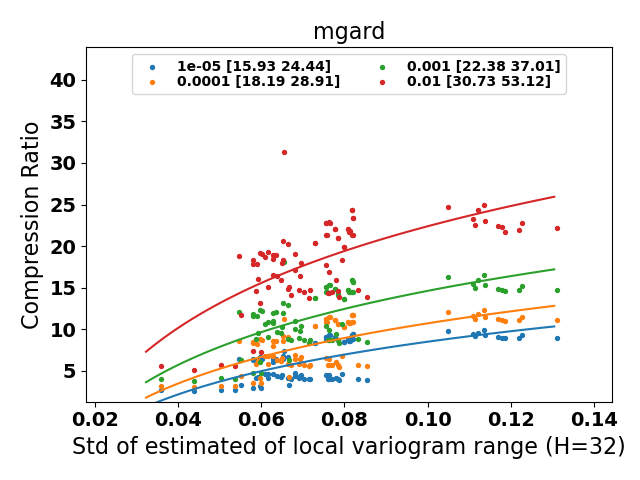 mgard
1e-05 [15.93 24.44]
0.0001 [18.19 28.91]
0.001 [22.38 37.01]
0.01 [30.73 53.12]
Compression Ratio
40
35
30
25
20
15
10
5
0.02 0.04 0.06 0.08 0.10 0.12 0.14
Std of estimated of local variogram range (H=32)